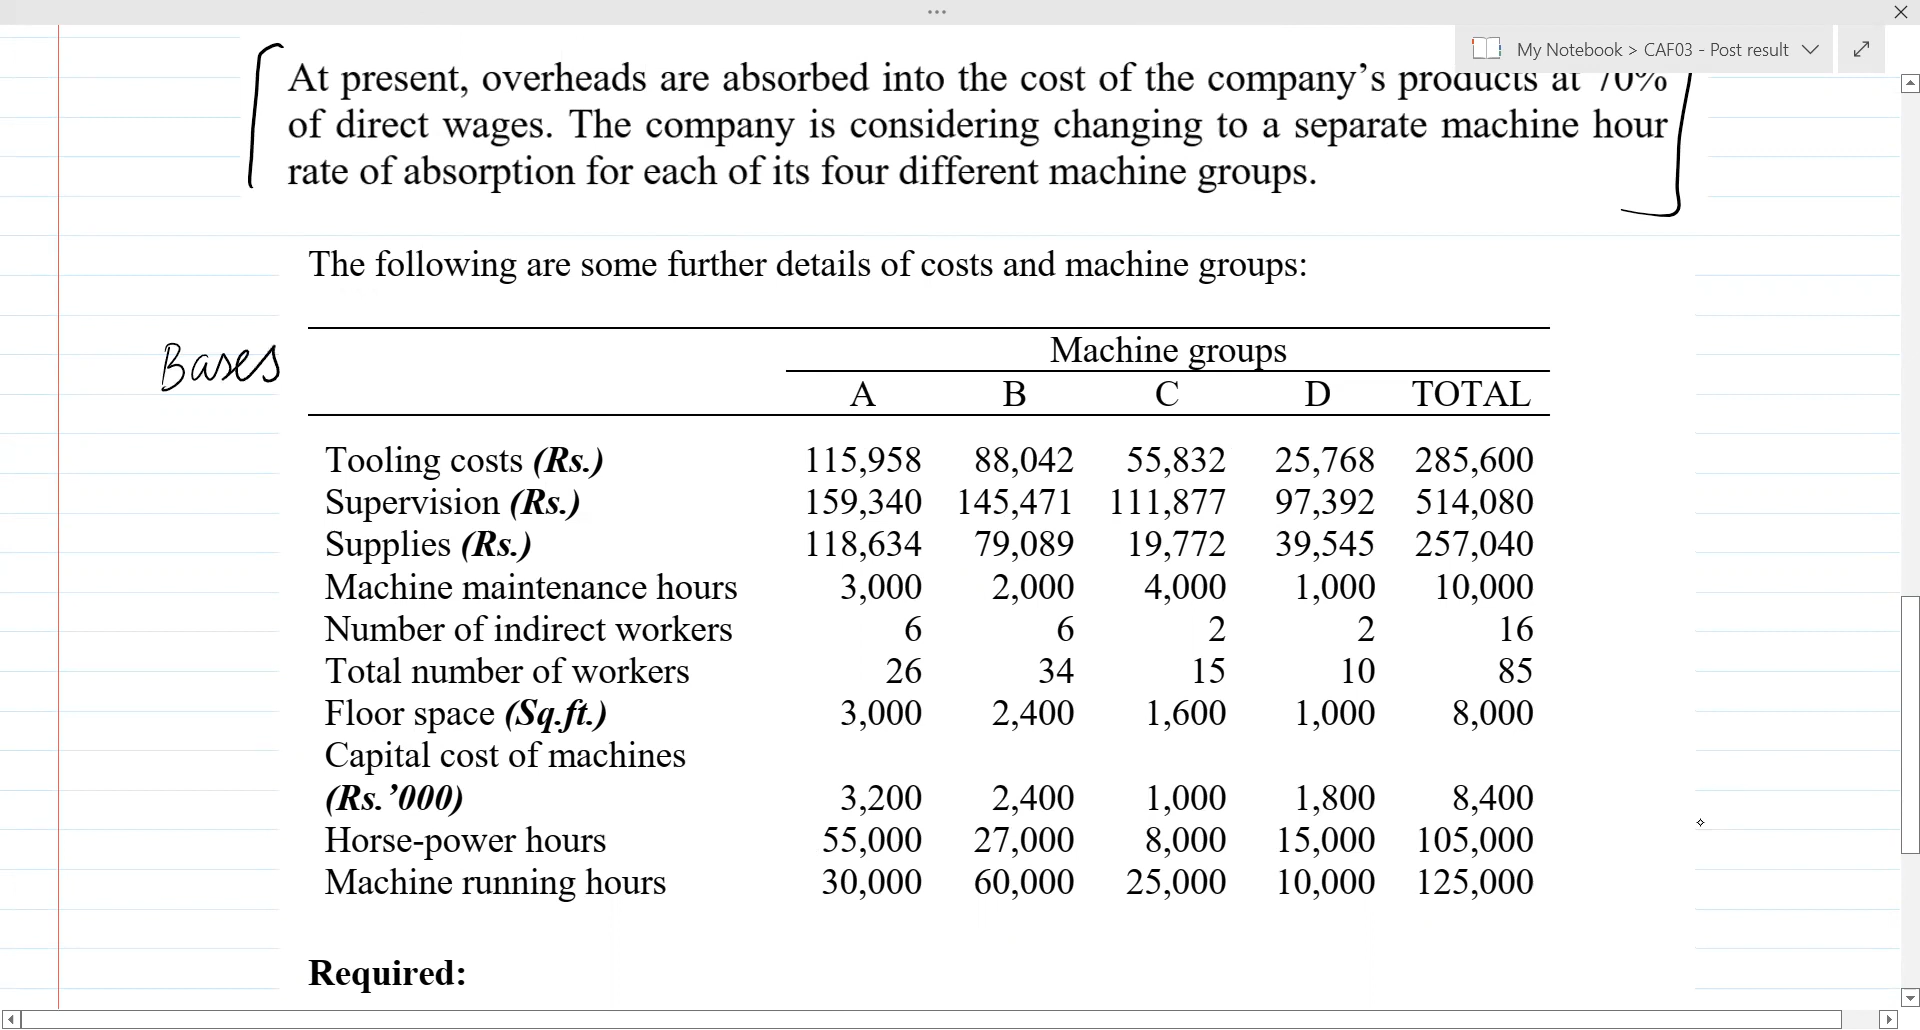 My Notebook > CAF03 - Post result
At present, overheads are absorbed into the cost of the company’s products at 70%
of direct wages. The company is considering changing to a separate machine hour
rate of absorption for each of its four different machine groups.
The following are some further details of costs and machine groups:
Bases
Machine groups
A B C D TOTAL
Tooling costs (Rs.) 115,958 88,042 55,832 25,768 285,600
Supervision (Rs.) 159,340 145,471 111,877 97,392 514,080
Supplies (Rs.) 118,634 79,089 19,772 39,545 257,040
Machine maintenance hours 3,000 2,000 4,000 1,000 10,000
Number of indirect workers 6 6 2 2 16
Total number of workers 26 34 15 10 85
Floor space (Sq.ft.) 3,000 2,400 1,600 1,000 8,000
Capital cost of machines
(Rs.’000) 3,200 2,400 1,000 1,800 8,400
Horse-power hours 55,000 27,000 8,000 15,000 105,000
Machine running hours 30,000 60,000 25,000 10,000 125,000
Required: